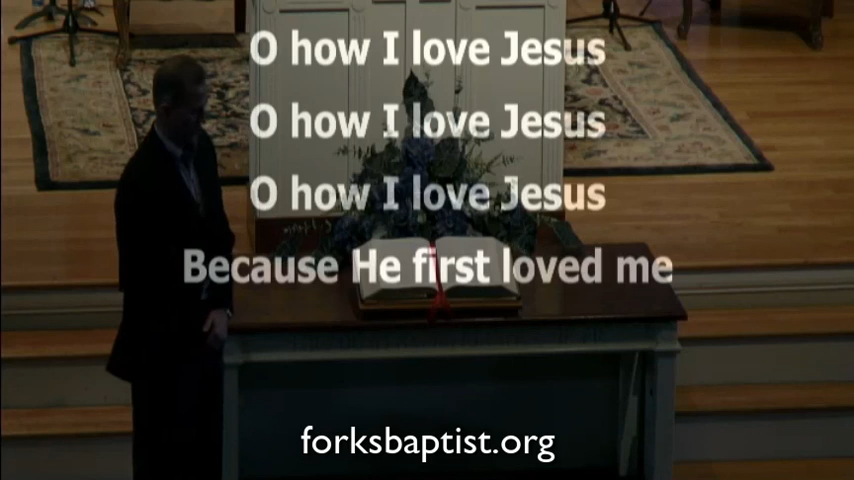 O how I love Jesus
O how I love Jesus
O how I love Jesus
Because He first loved me
forksbaptist.org